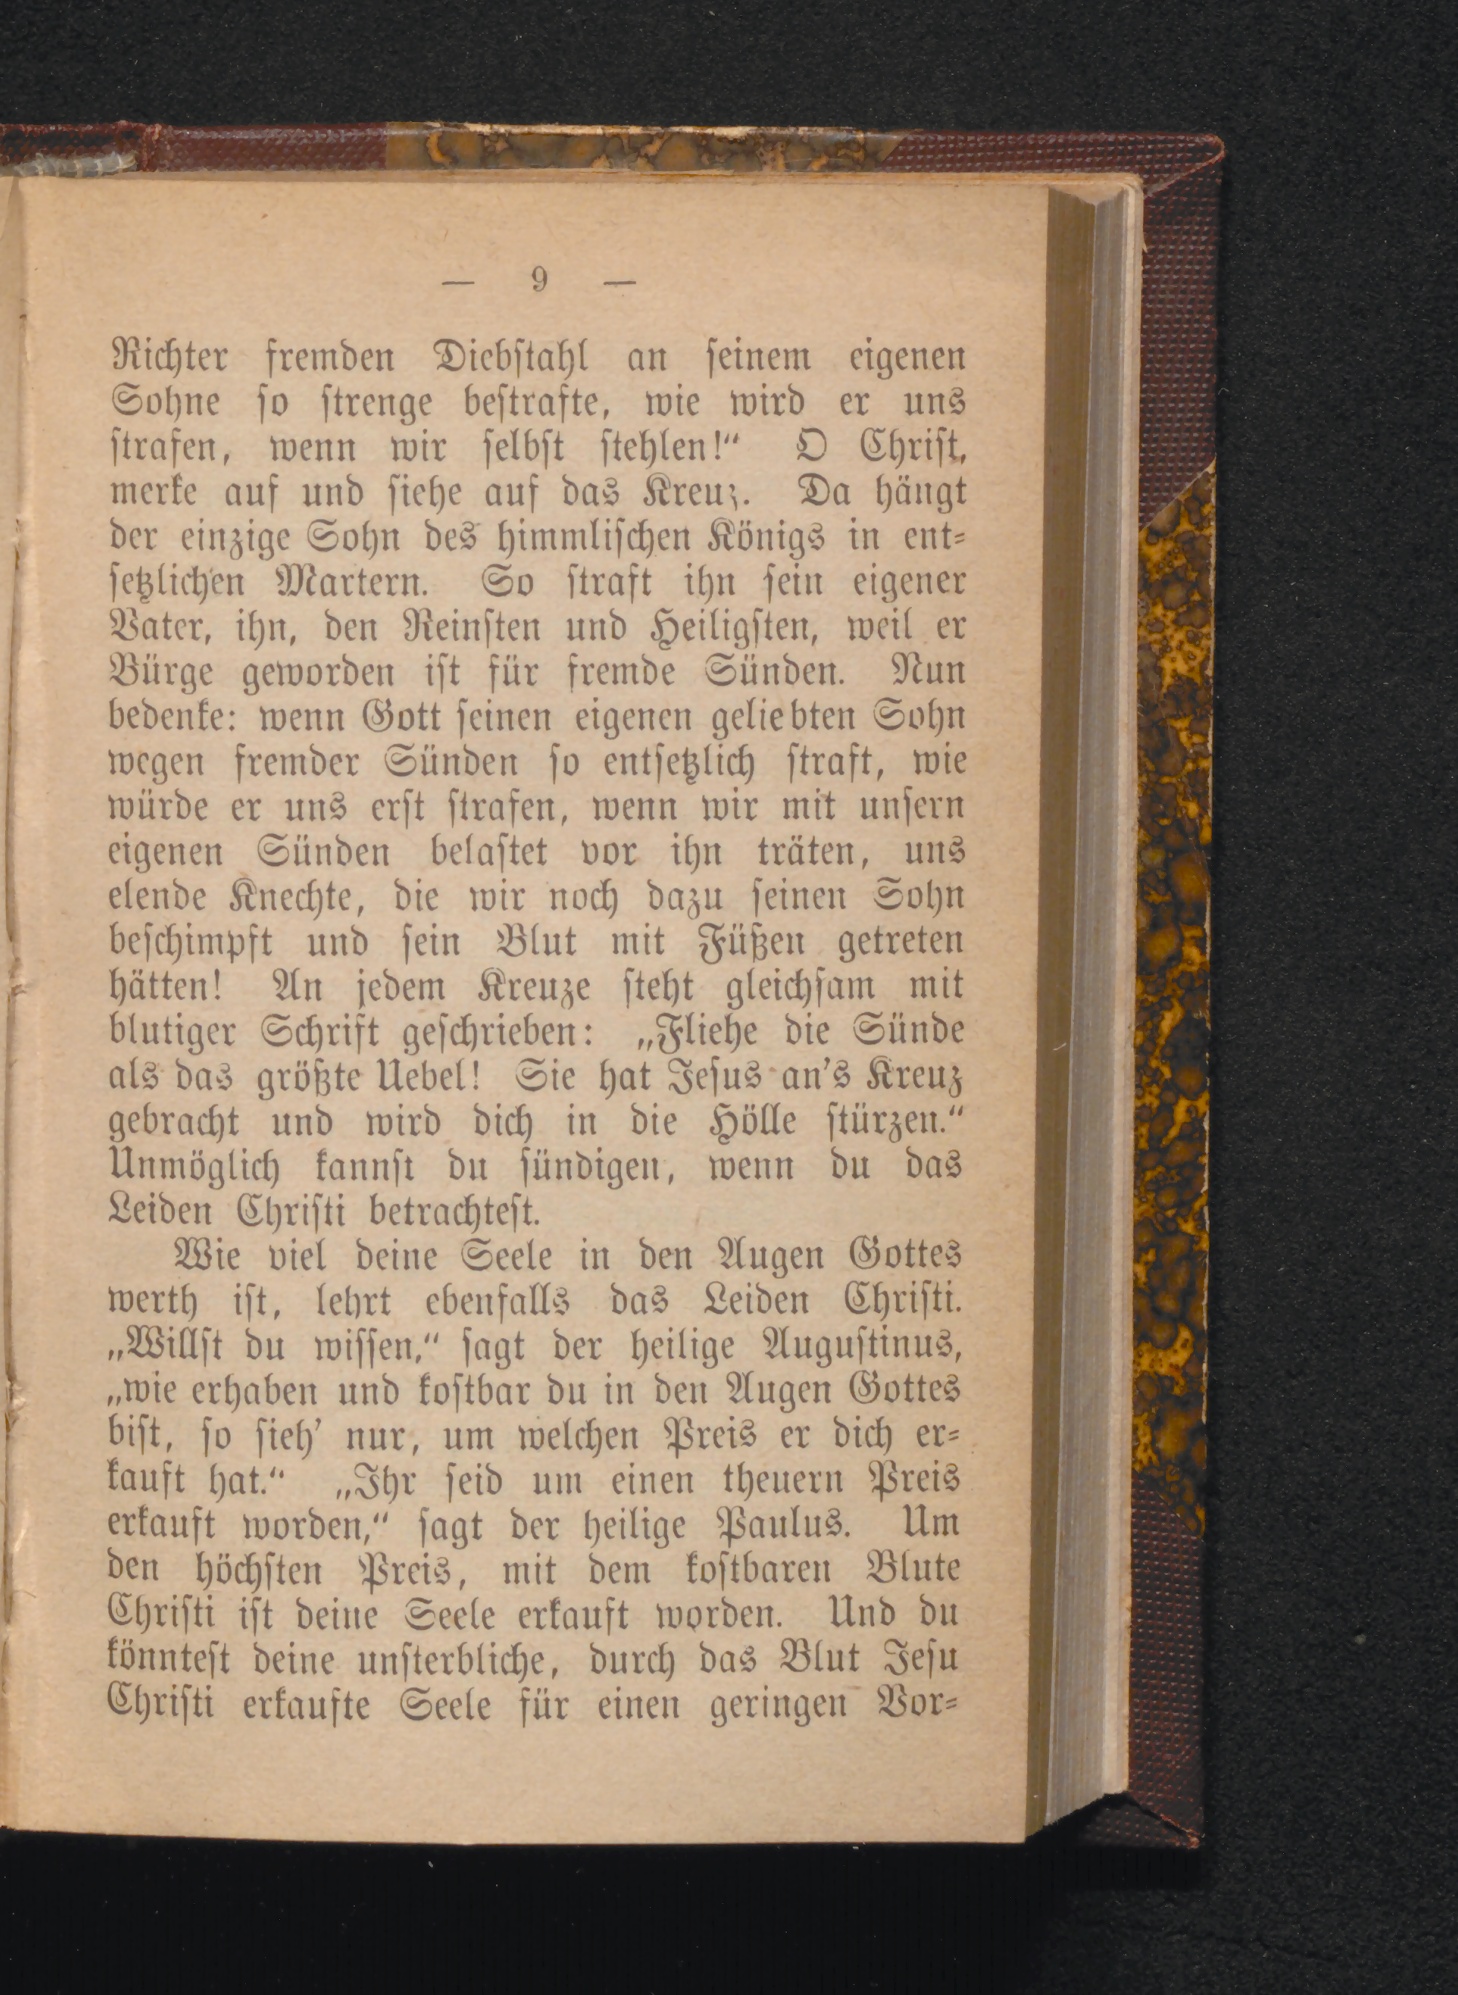 — 9 —
Richter fremden Diebstahl an seinem eigenen
Sohne so strenge bestrafte, wie wird er uns
strafen, wenn wir selbst stehlen!“ O Christ,
merke auf und siehe auf das Kreuz. Da hängt
der einzige Sohn des himmlischen Königs in ent-
setzlichen Martern. So straft ihn sein eigener
Vater, ihn, den Reinsten und Heiligsten, weil er
Bürge geworden ist für fremde Sünden. Nun
bedenke: wenn Gott seinen eigenen geliebten Sohn
wegen fremder Sünden so entsetzlich straft, wie
würde er uns erst strafen, wenn wir mit unsern
eigenen Sünden belastet vor ihn träten, uns
elende Knechte, die wir noch dazu seinen Sohn
beschimpft und sein Blut mit Füßen getreten
hätten! An jedem Kreuze steht gleichsam mit
blutiger Schrift geschrieben: „Fliehe die Sünde
als das größte Uebel! Sie hat Jesus an's Kreuz
gebracht und wird dich in die Hölle stürzen.“
Unmöglich kannst du sündigen, wenn du das
Leiden Christi betrachtest.
Wie viel deine Seele in den Augen Gottes
werth ist, lehrt ebenfalls das Leiden Christi.
„Willst du wissen,“ sagt der heilige Augustinus,
„wie erhaben und kostbar du in den Augen Gottes
bist, so sieh' nur, um welchen Preis er dich er-
kauft hat.“ „Ihr seid um einen theuern Preis
erkauft worden,“ sagt der heilige Paulus. Um
den höchsten Preis, mit dem kostbaren Blute
Christi ist deine Seele erkauft worden. Und du
könntest deine unsterbliche, durch das Blut Jesu
Christi erkaufte Seele für einen geringen Vor-